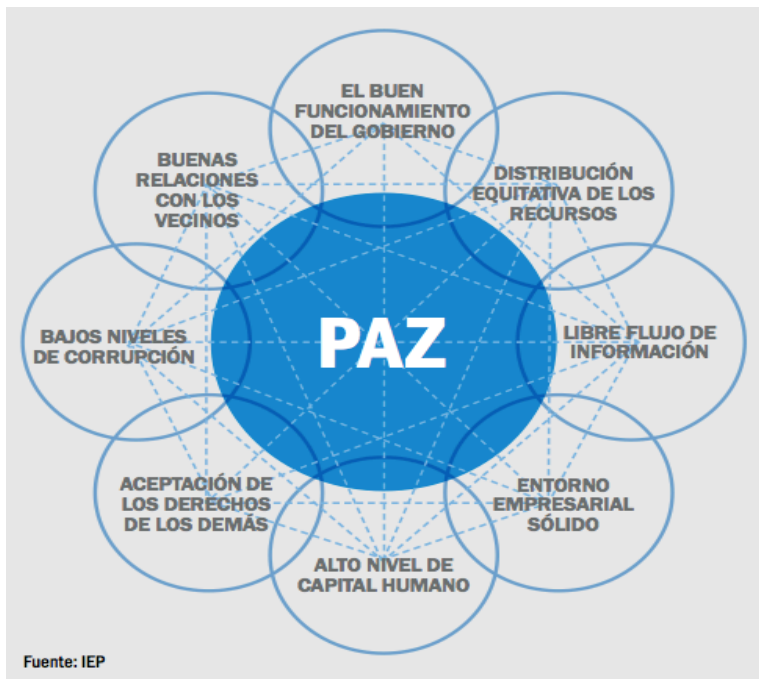 EL BUEN
FUNCIONAMIENTO
DEL GOBIERNO
DISTRIBUCIÓN
EQUITATIVA DE LOS
RECURSOS
LIBRE FLUJO DE
INFORMACIÓN
ENTORNO
EMPRESARIAL
SÓLIDO
ALTO NIVEL DE
CAPITAL HUMANO
ACEPTACIÓN DE
LOS DERECHOS
DE LOS DEMÁS
BAJOS NIVELES
DE CORRUPCIÓN
BUENAS
RELACIONES
CON LOS
VECINOS
PAZ
Fuente: IEP